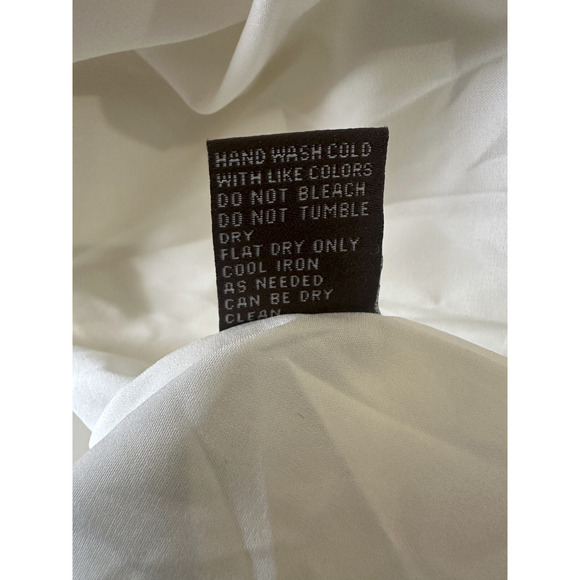 HAND WASH COLD
WITH LIKE COLORS
DO NOT BLEACH
DO NOT TUMBLE
DRY
FLAT DRY ONLY
COOL IRON
AS NEEDED
CAN BE DRY
CLEAN